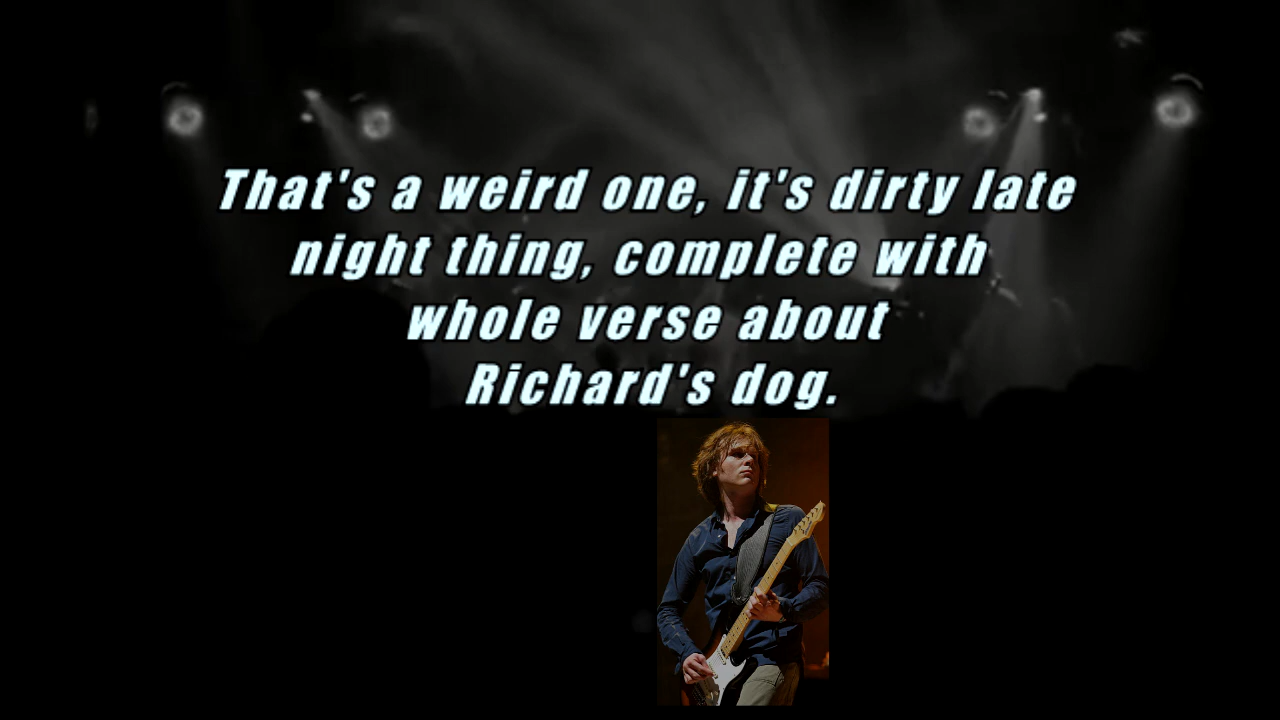 That's a weird one, it's dirty late
night thing, complete with
whole verse about
Richard's dog.